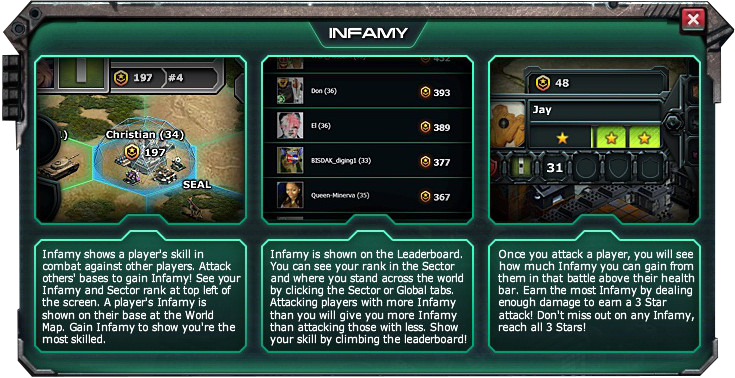 INFAMY
197 #4
Christian (34)
197
SEAL
Don (36) 393
El (36) 389
BISDAK_diging1 (33) 377
Queen-Minerva (35) 367
48
Jay
31
Infamy shows a player's skill in
combat against other players. Attack
others' bases to gain Infamy! See your
Infamy and Sector rank at top left of
the screen. A player's Infamy is
shown on their base at the World
Map. Gain Infamy to show you're the
most skilled.
Infamy is shown on the Leaderboard.
You can see your rank in the Sector
and where you stand across the world
by clicking the Sector or Global tabs.
Attacking players with more Infamy
than you will give you more Infamy
than attacking those with less. Show
your skill by climbing the leaderboard!
Once you attack a player, you will see
how much Infamy you can gain from
them in that battle above their health
bar. Earn the most Infamy by dealing
enough damage to earn a 3 Star
attack! Don't miss out on any Infamy,
reach all 3 Stars!